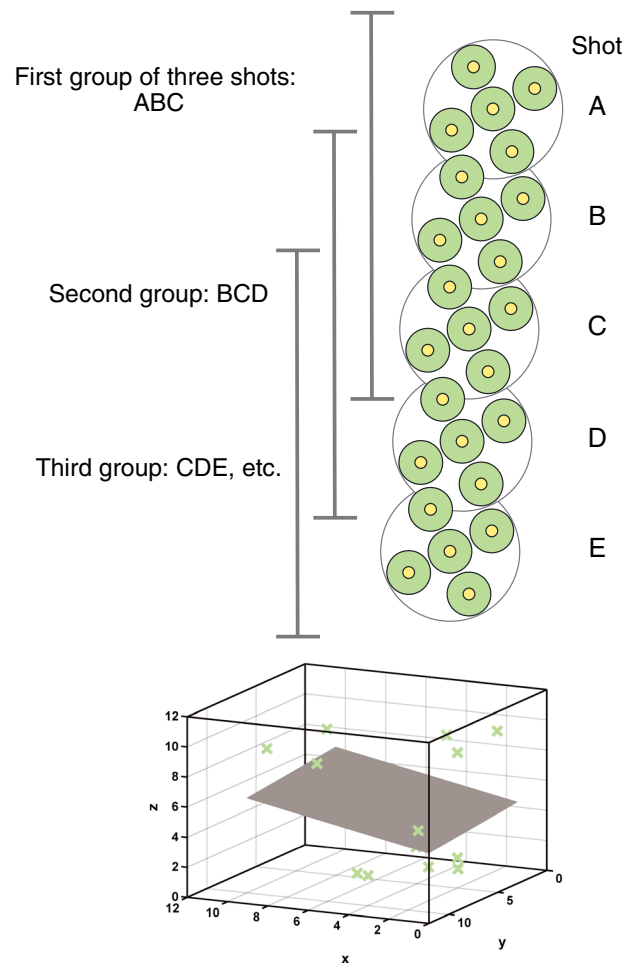 Shot
First group of three shots:
ABC
A
B
Second group: BCD
C
D
Third group: CDE, etc.
E
12
10
8
6
4
2
0
z
12
10
8
6
4
2
0
x
10
5
0
y